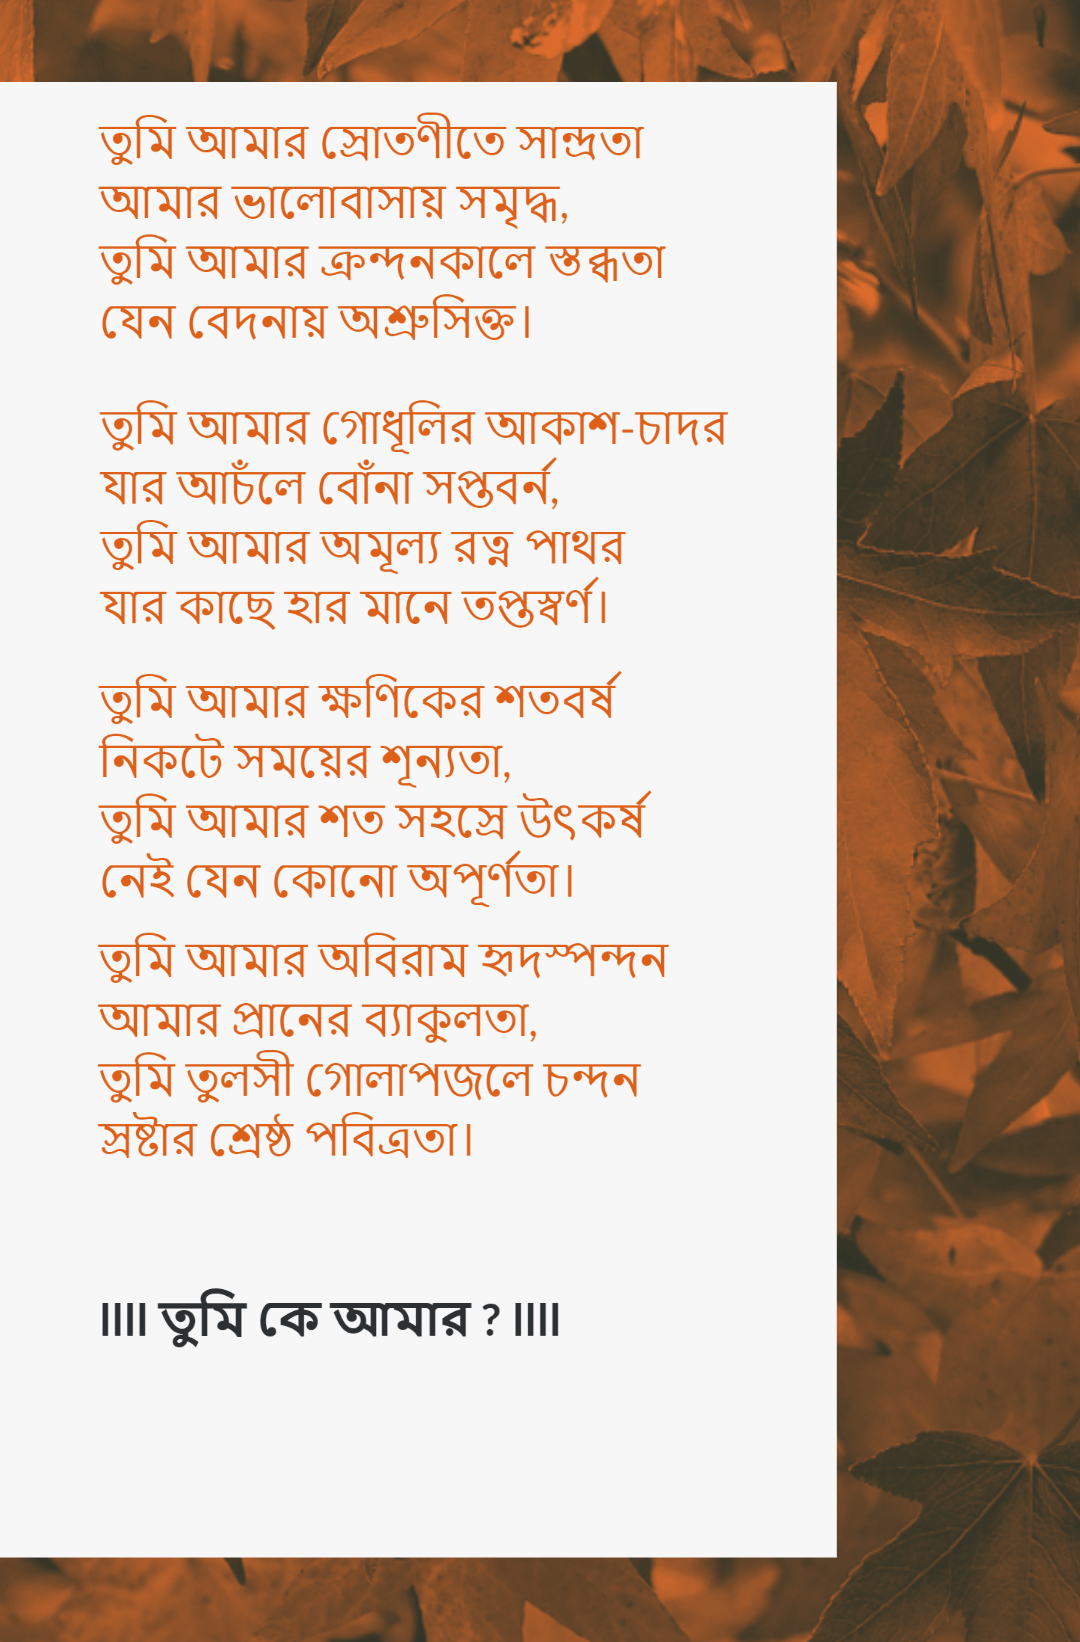 তুমি আমার স্রোতণীতে সান্দ্রতা
আমার ভালোবাসায় সমৃদ্ধ,
তুমি আমার ক্রন্দনকালে স্তব্ধতা
যেন বেদনায় অশ্রুসিক্ত।
তুমি আমার গোধূলির আকাশ-চাদর
যার আচঁলে বোঁনা সপ্তবর্ন,
তুমি আমার অমূল্য রত্ন পাথর
যার কাছে হার মানে তপ্তস্বর্ণ।
তুমি আমার ক্ষণিকের শতবর্ষ
নিকটে সময়ের শূন্যতা,
তুমি আমার শত সহস্রে উৎকর্ষ
নেই যেন কোনো অপূর্ণতা।
তুমি আমার অবিরাম হৃদস্পন্দন
আমার প্রানের ব্যাকুলতা,
তুমি তুলসী গোলাপজলে চন্দন
স্রষ্টার শ্রেষ্ঠ পবিত্রতা।
।।।। তুমি কে আমার ? ।।।।